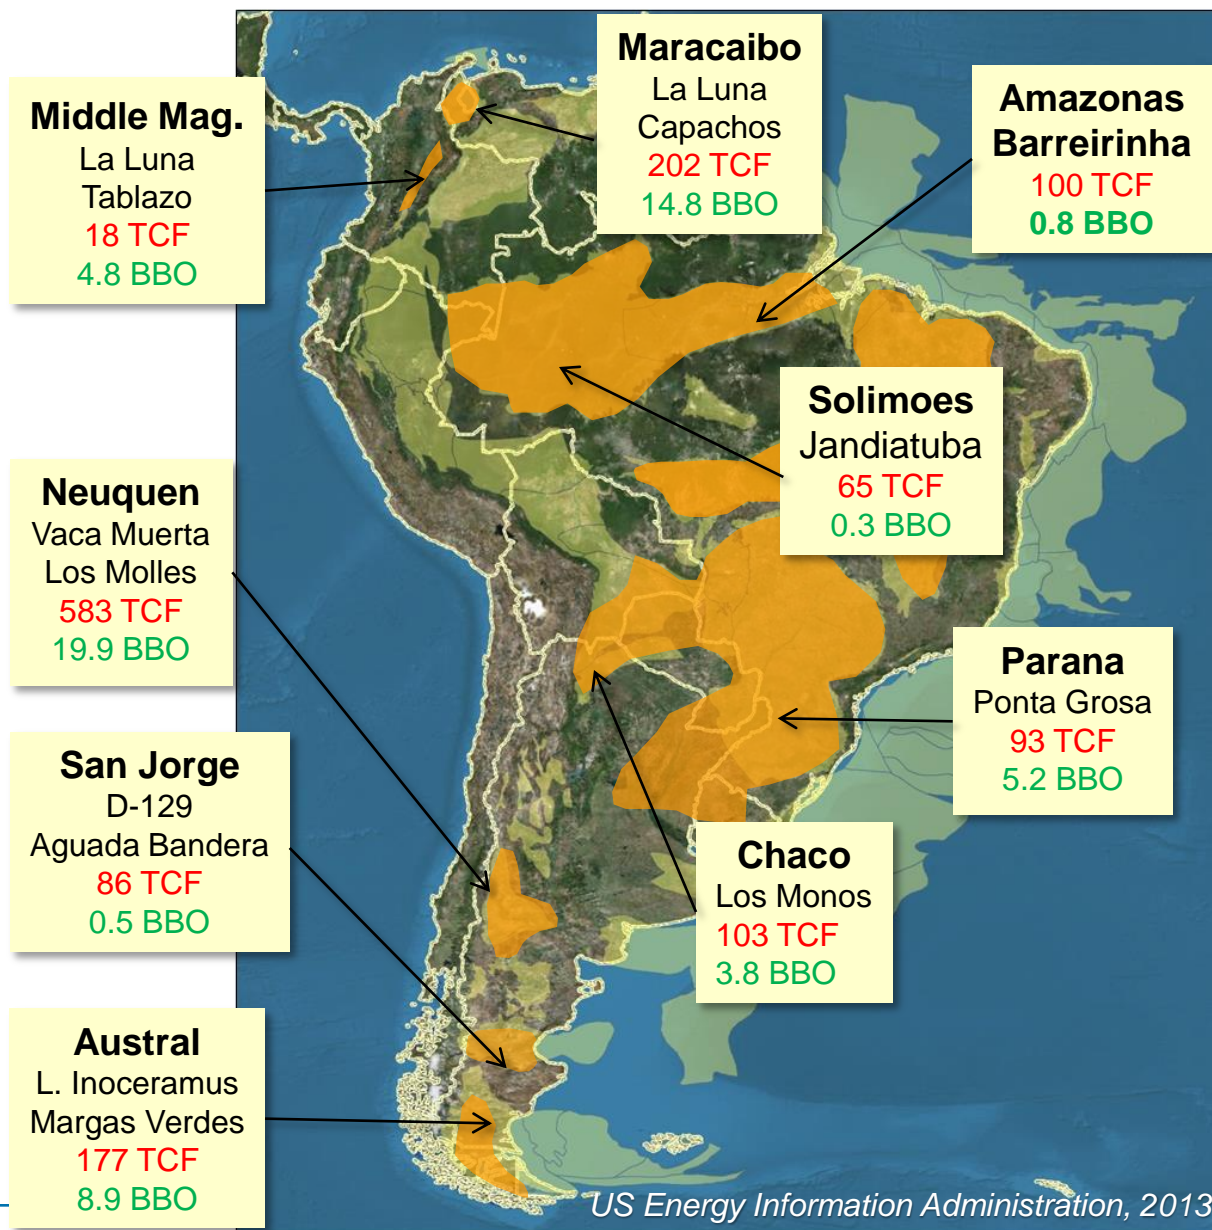 Maracaibo
La Luna
Capachos
202 TCF
14.8 BBO
Middle Mag.
La Luna
Tablazo
18 TCF
4.8 BBO
Amazonas
Barreirinha
100 TCF
0.8 BBO
Solimoes
Jandiatuba
65 TCF
0.3 BBO
Neuquen
Vaca Muerta
Los Molles
583 TCF
19.9 BBO
Parana
Ponta Grosa
93 TCF
5.2 BBO
San Jorge
D-129
Aguada Bandera
86 TCF
0.5 BBO
Chaco
Los Monos
103 TCF
3.8 BBO
Austral
L. Inoceramus
Margas Verdes
177 TCF
8.9 BBO
US Energy Information Administration, 2013